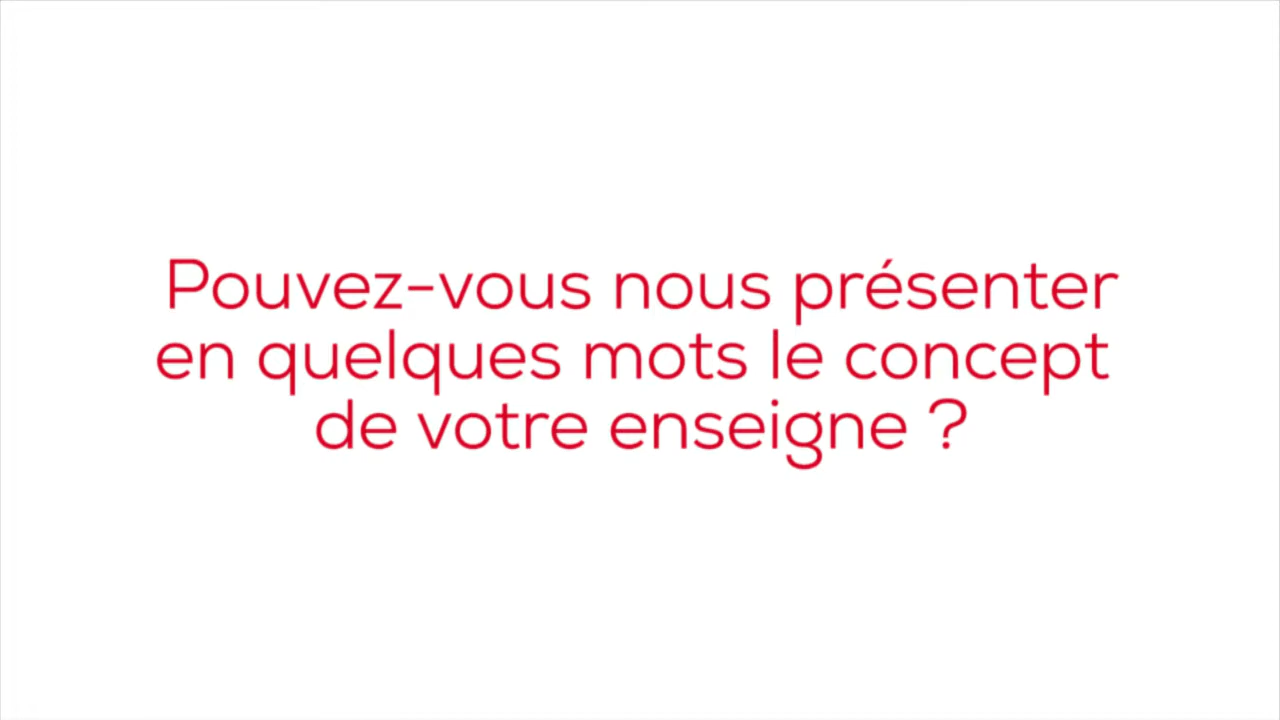 Pouvez-vous nous présenter
en quelques mots le concept
de votre enseigne ?